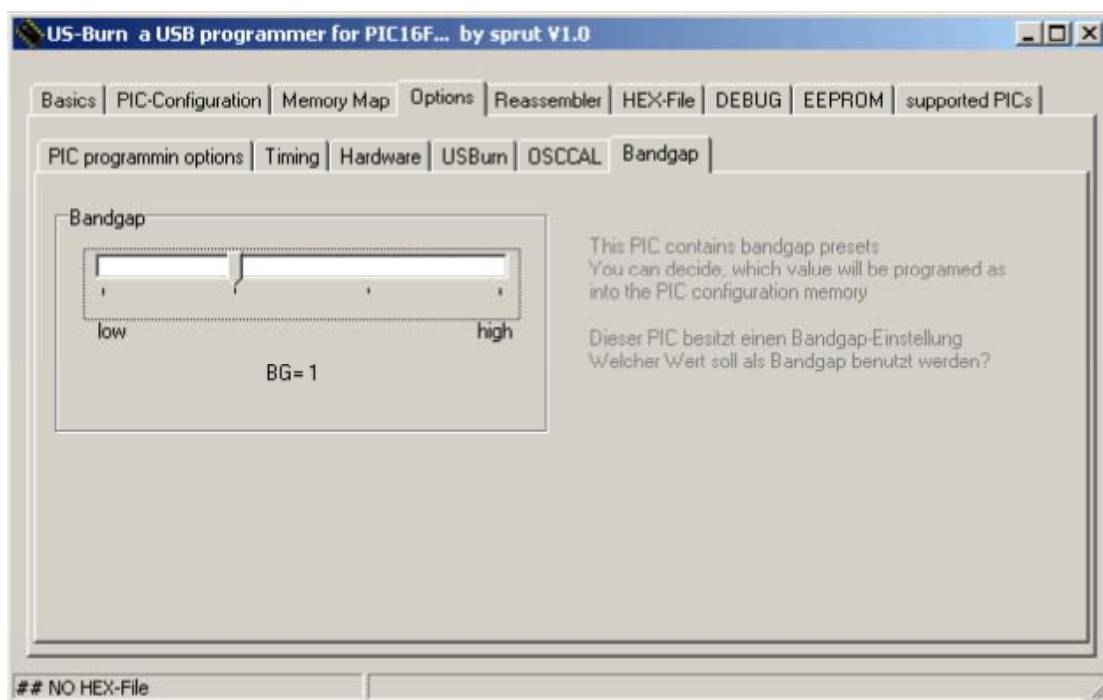 US-Burn a USB programmer for PIC16F... by sprut V1.0
Basics PIC-Configuration Memory Map Options Reassembler HEX-File DEBUG EEPROM supported PICs
PIC programmin options Timing Hardware USBurn OSCCAL Bandgap
Bandgap
low high
BG= 1
This PIC contains bandgap presets
You can decide, which value will be programed as
into the PIC configuration memory
Dieser PIC besitzt einen Bandgap-Einstellung
Welcher Wert soll als Bandgap benutzt werden?
## NO HEX-File